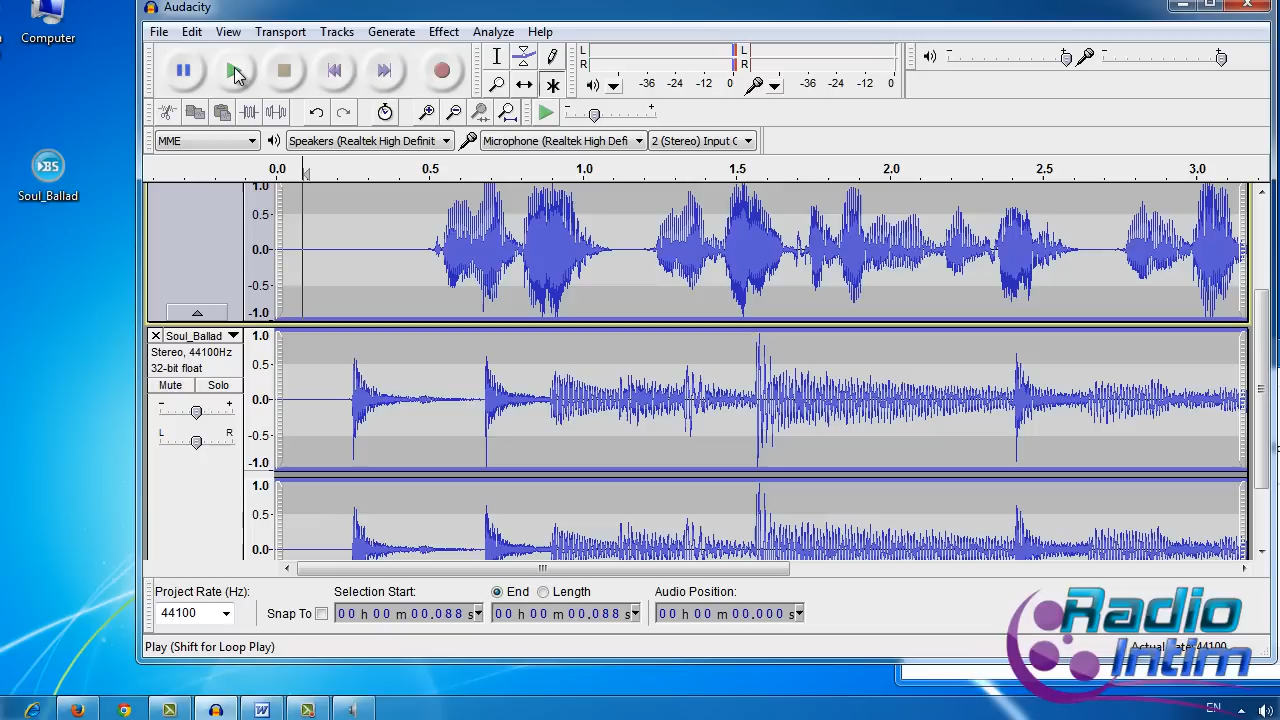 Computer
Soul_Ballad
Audacity
File Edit View Transport Tracks Generate Effect Analyze Help
L
R
-36 -24 -12 0
L
R
-36 -24 -12 0
MME
Speakers (Realtek High Definit
Microphone (Realtek High Defi
2 (Stereo) Input C
0.0 0.5 1.0 1.5 2.0 2.5 3.0
1.0
0.5
0.0
-0.5
-1.0
Soul_Ballad
Stereo, 44100Hz
32-bit float
Mute Solo
- +
L R
1.0
0.5
0.0
-0.5
-1.0
1.0
0.5
0.0
Project Rate (Hz):
44100
Snap To
Selection Start:
00 h 00 m 00.088 s
End Length
00 h 00 m 00.088 s
Audio Position:
00 h 00 m 00.000 s
Play (Shift for Loop Play)
Radio
Intim
EN